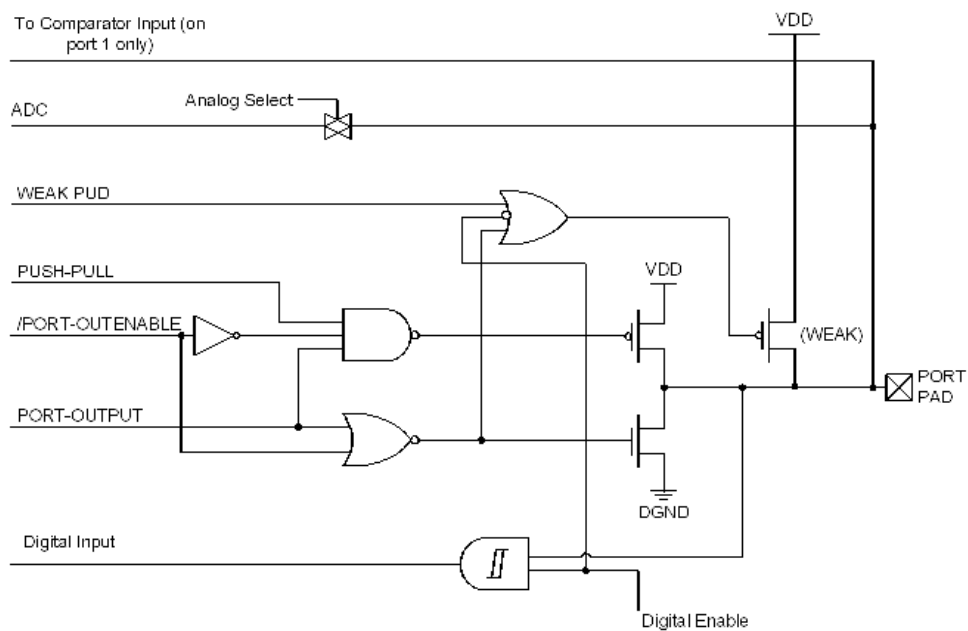 To Comparator Input (on
port 1 only)
VDD
Analog Select
ADC
WEAK PUD
PUSH-PULL
VDD
/PORT-OUTENABLE
(WEAK)
PORT
PAD
PORT-OUTPUT
DGND
Digital Input
Digital Enable